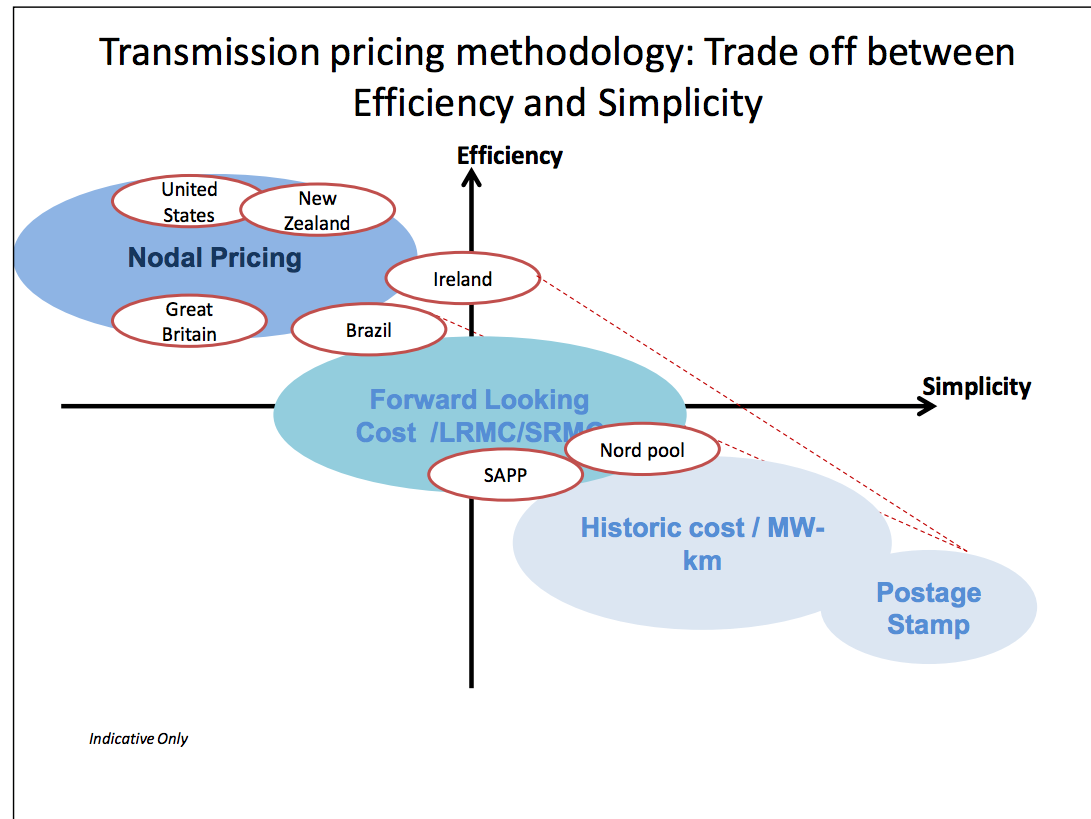 Transmission pricing methodology: Trade off between
Efficiency and Simplicity
Efficiency
United
States
New
Zealand
Nodal Pricing
Ireland
Great
Britain
Brazil
Simplicity
Forward Looking
Cost /LRMC/SRMC
Nord pool
SAPP
Historic cost / MW-
km
Postage
Stamp
Indicative Only